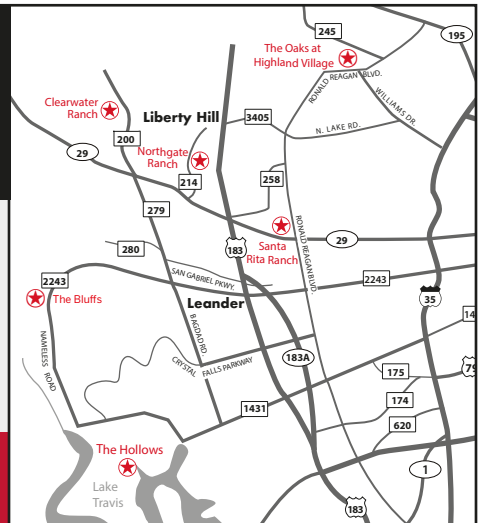 245
195
The Oaks at
Highland Village
RONALD REAGAN BLVD.
WILLIAMS DR.
Clearwater
Ranch
Liberty Hill
3405
N. LAKE RD.
200
29
Northgate
Ranch
214
258
279
RONALD REAGAN BLVD.
183
Santa
Rita Ranch
29
280
2243
SAN GABRIEL PKWY.
2243
The Bluffs
Leander
35
14
NAMELESS ROAD
BAGDAD RD.
CRYSTAL FALLS PARKWAY
183A
175
79
174
1431
620
The Hollows
1
Lake
Travis
183